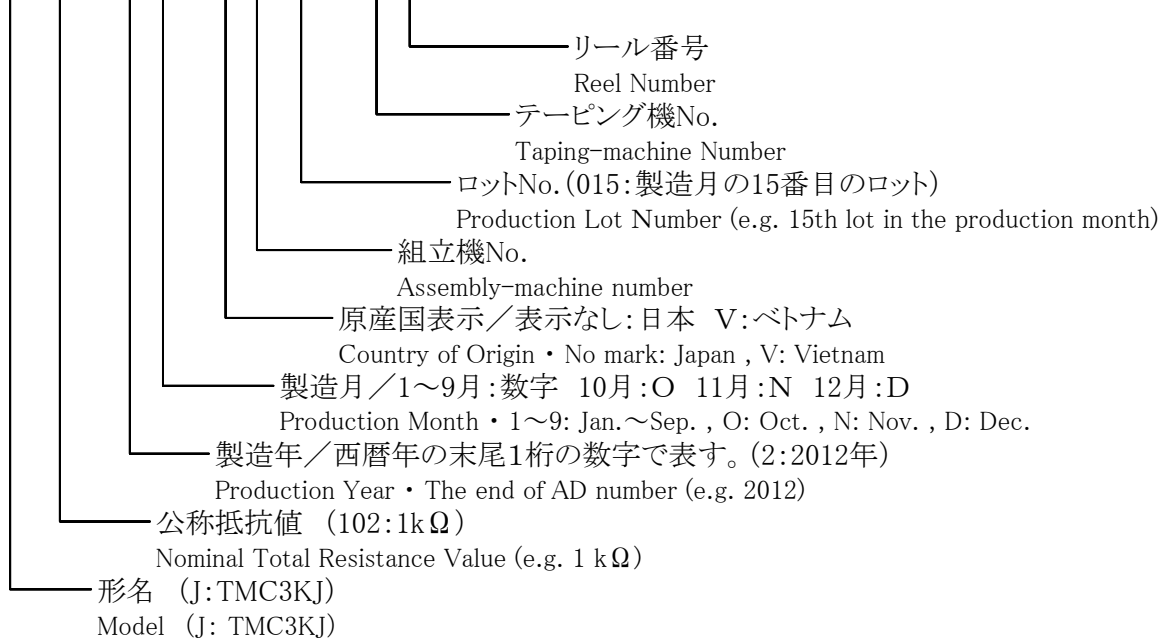 リール番号
Reel Number
テーピング機No.
Taping-machine Number
ロットNo.(015:製造月の15番目のロット)
Production Lot Number (e.g. 15th lot in the production month)
組立機No.
Assembly-machine number
原産国表示／表示なし:日本 V:ベトナム
Country of Origin・No mark: Japan , V: Vietnam
製造月／1～9月:数字 10月:O 11月:N 12月:D
Production Month・1～9: Jan.～Sep. , O: Oct. , N: Nov. , D: Dec.
製造年／西暦年の末尾1桁の数字で表す。(2:2012年)
Production Year・The end of AD number (e.g. 2012)
公称抵抗値 (102:1kΩ)
Nominal Total Resistance Value (e.g. 1 kΩ)
形名 (J:TMC3KJ)
Model (J: TMC3KJ)